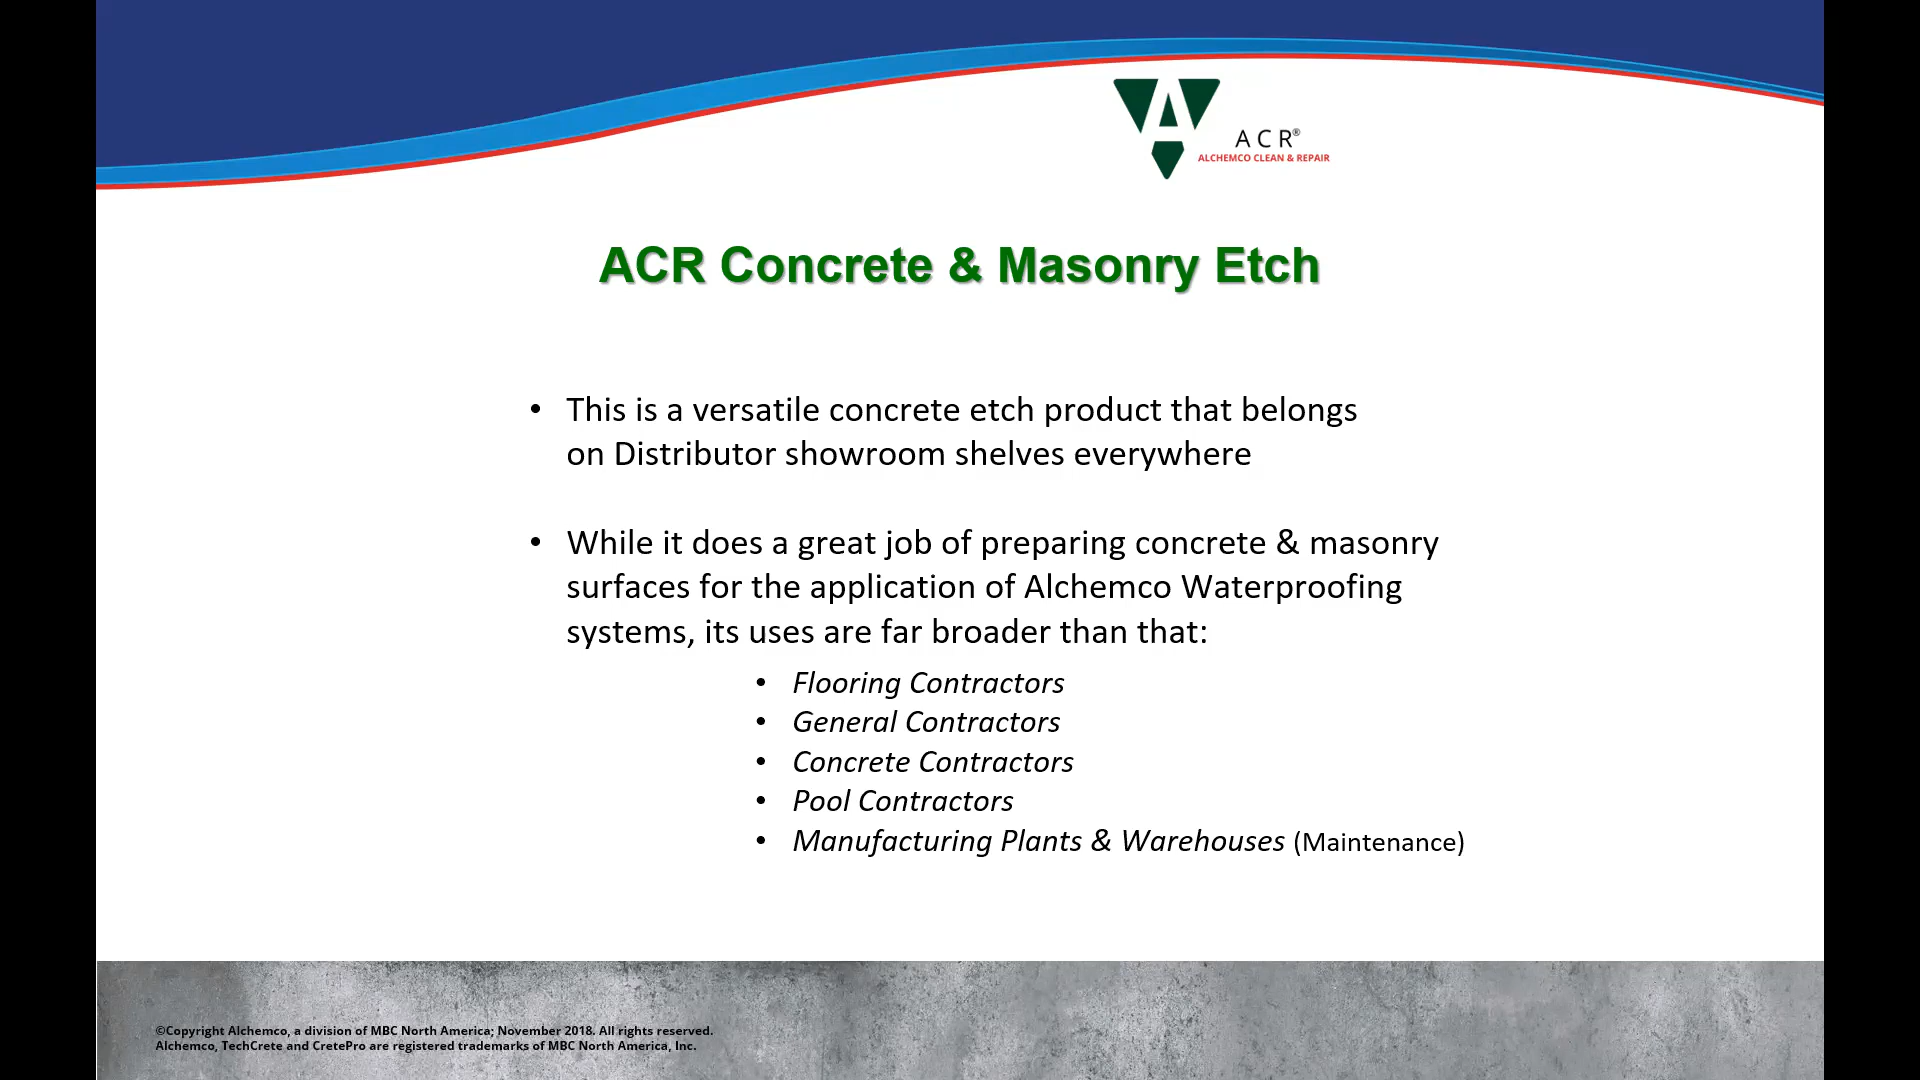 A C R®
ALCHEMCO CLEAN & REPAIR
ACR Concrete & Masonry Etch
• This is a versatile concrete etch product that belongs
on Distributor showroom shelves everywhere
• While it does a great job of preparing concrete & masonry
surfaces for the application of Alchemco Waterproofing
systems, its uses are far broader than that:
• Flooring Contractors
• General Contractors
• Concrete Contractors
• Pool Contractors
• Manufacturing Plants & Warehouses (Maintenance)
©Copyright Alchemco, a division of MBC North America; November 2018. All rights reserved.
Alchemco, TechCrete and CretePro are registered trademarks of MBC North America, Inc.